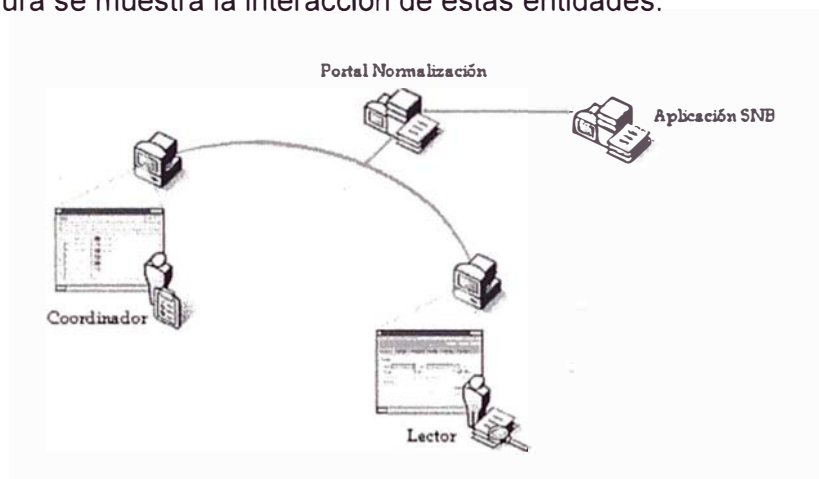 ura se muestra la interacción de estas entidades.
Portal Normalización
Aplicación SNB
Coordinador
Lector